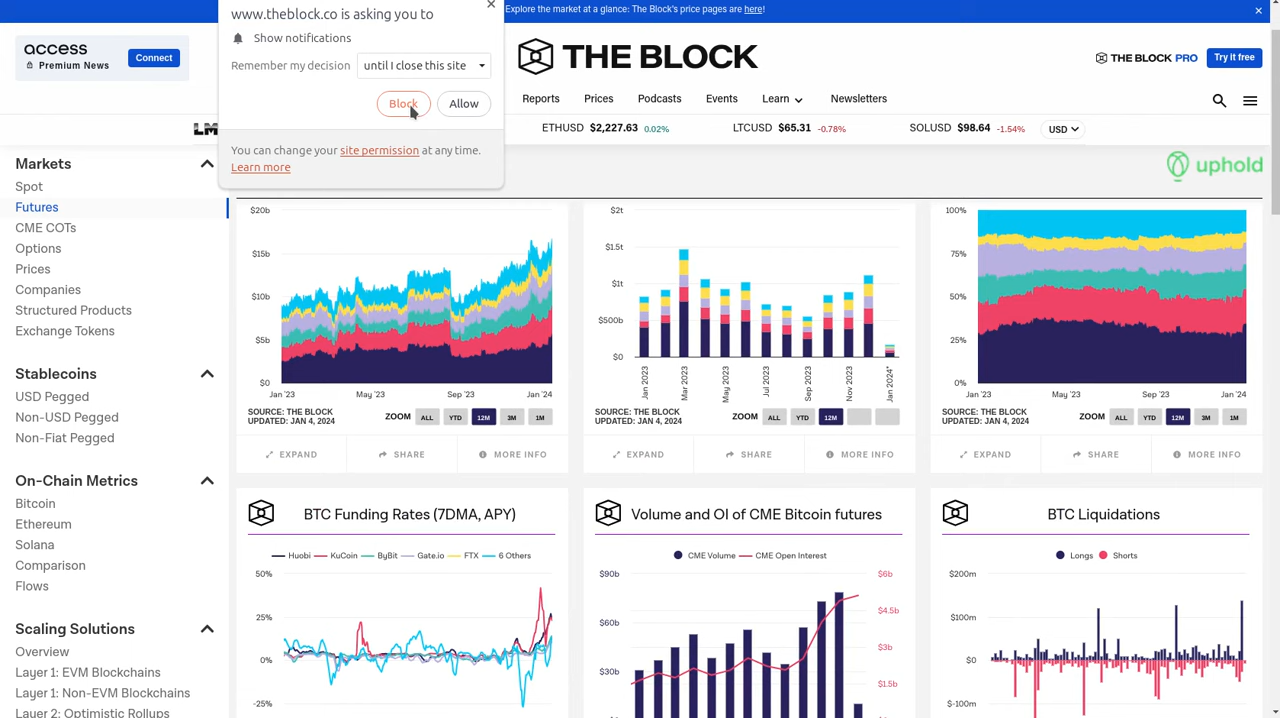 Explore the market at a glance: The Block's price pages are here!
www.theblock.co is asking you to
Show notifications
Remember my decision
until I close this site
Block
Allow
You can change your site permission at any time.
Learn more
access
Premium News
Connect
THE BLOCK
THE BLOCK PRO
Try it free
Reports
Prices
Podcasts
Events
Learn
Newsletters
ETHUSD $2,227.63 0.02%
LTCUSD $65.31 -0.78%
SOLUSD $98.64 -1.54%
USD
uphold
Markets
Spot
Futures
CME COTs
Options
Prices
Companies
Structured Products
Exchange Tokens
Stablecoins
USD Pegged
Non-USD Pegged
Non-Fiat Pegged
On-Chain Metrics
Bitcoin
Ethereum
Solana
Comparison
Flows
Scaling Solutions
Overview
Layer 1: EVM Blockchains
Layer 1: Non-EVM Blockchains
Layer 2: Optimistic Rollups
$20b
$15b
$10b
$5b
$0
Jan '23 May '23 Sep '23 Jan '24
SOURCE: THE BLOCK
UPDATED: JAN 4, 2024
ZOOM ALL YTD 12M 3M 1M
EXPAND SHARE MORE INFO
$2t
$1.5t
$1t
$500b
$0
Jan 2023 Mar 2023 May 2023 Jul 2023 Sep 2023 Nov 2023 Jan 2024*
SOURCE: THE BLOCK
UPDATED: JAN 4, 2024
ZOOM ALL YTD 12M
EXPAND SHARE MORE INFO
100%
75%
50%
25%
0%
Jan '23 May '23 Sep '23 Jan '24
SOURCE: THE BLOCK
UPDATED: JAN 4, 2024
ZOOM ALL YTD 12M 3M 1M
EXPAND SHARE MORE INFO
BTC Funding Rates (7DMA, APY)
Huobi KuCoin ByBit Gate.io FTX 6 Others
50%
25%
0%
-25%
Volume and OI of CME Bitcoin futures
CME Volume CME Open Interest
$90b
$60b
$30b
$6b
$4.5b
$3b
$1.5b
BTC Liquidations
Longs Shorts
$200m
$100m
$0
$-100m